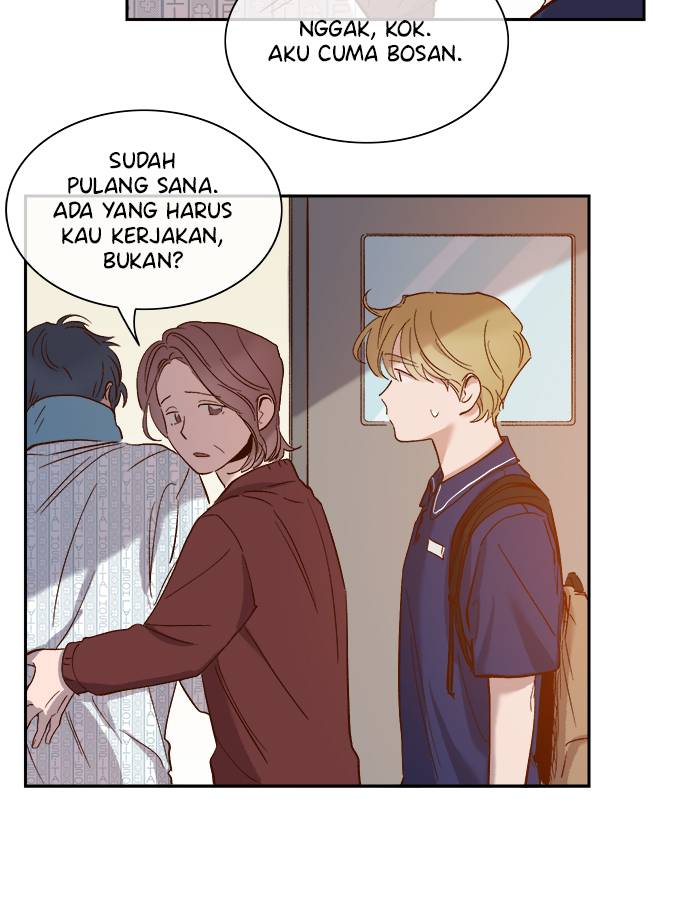 NGGAK, KOK.
AKU CUMA BOSAN.
SUDAH
PULANG SANA.
ADA YANG HARUS
KAU KERJAKAN,
BUKAN?